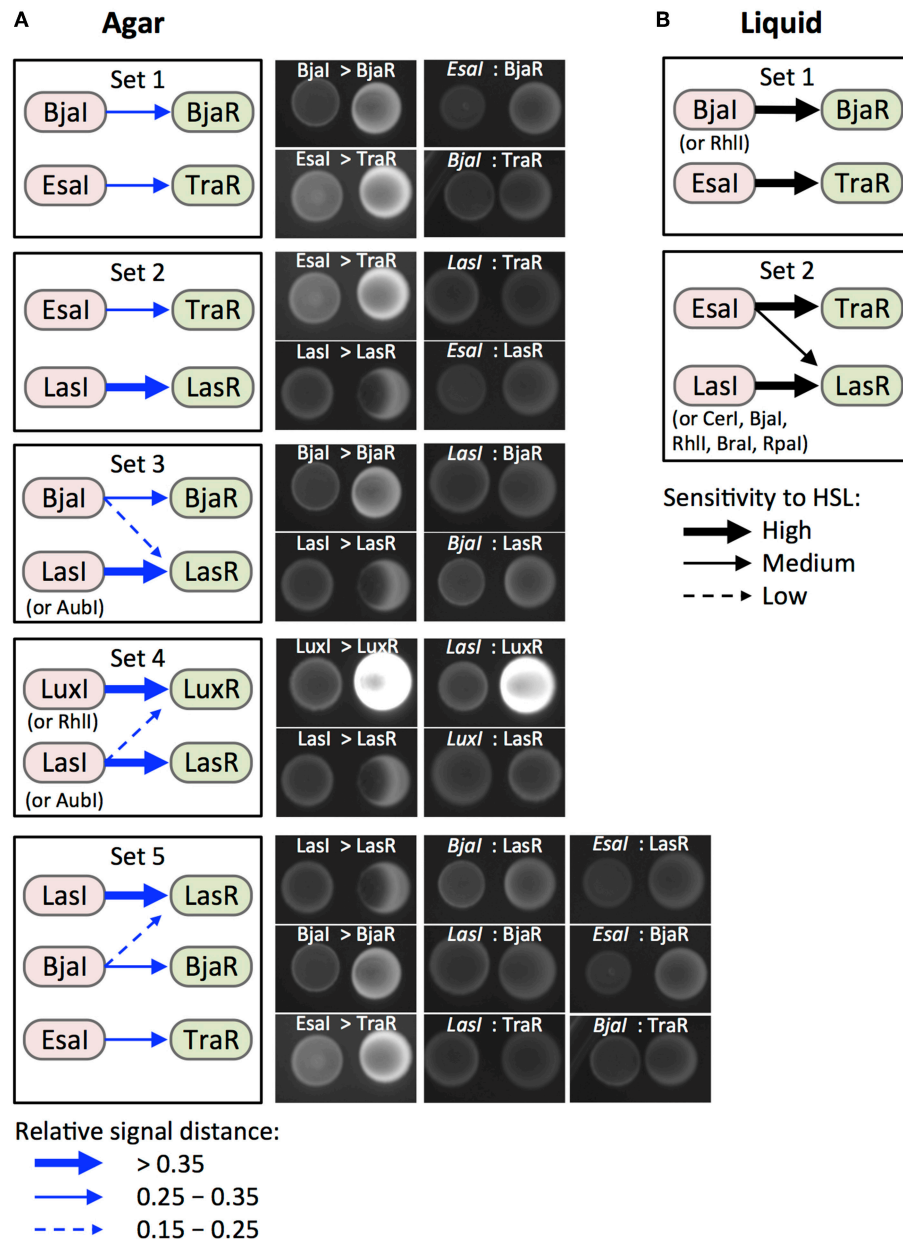 A Agar
Set 1
BjaI BjaR
EsaI TraR
BjaI > BjaR EsaI : BjaR
EsaI > TraR BjaI : TraR
Set 2
EsaI TraR
LasI LasR
EsaI > TraR LasI : TraR
LasI > LasR EsaI : LasR
Set 3
BjaI BjaR
LasI LasR
(or AubI)
BjaI > BjaR LasI : BjaR
LasI > LasR BjaI : LasR
Set 4
LuxI LuxR
(or RhlI)
LasI LasR
(or AubI)
LuxI > LuxR LasI : LuxR
LasI > LasR LuxI : LasR
Set 5
LasI LasR
BjaI BjaR
EsaI TraR
LasI > LasR BjaI : LasR EsaI : LasR
BjaI > BjaR LasI : BjaR EsaI : BjaR
EsaI > TraR LasI : TraR BjaI : TraR
Relative signal distance:
> 0.35
0.25 – 0.35
0.15 – 0.25
B Liquid
Set 1
BjaI BjaR
(or RhlI)
EsaI TraR
Set 2
EsaI TraR
LasI LasR
(or CerI, BjaI,
RhlI, BraI, RpaI)
Sensitivity to HSL:
High
Medium
Low